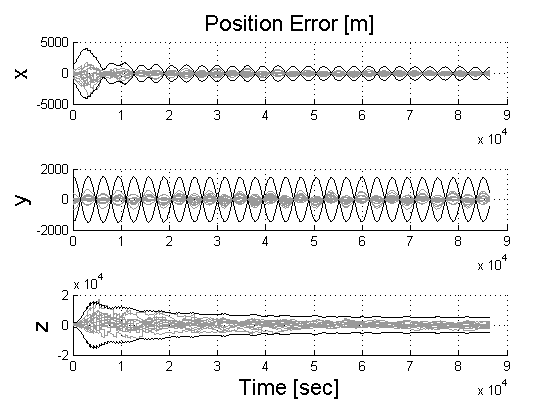 Position Error [m]
5000
x
0
-5000
0 1 2 3 4 5 6 7 8 9
x 10^4
2000
y
0
-2000
0 1 2 3 4 5 6 7 8 9
x 10^4
x 10^4
2
z
0
-2
0 1 2 3 4 5 6 7 8 9
Time [sec]
x 10^4